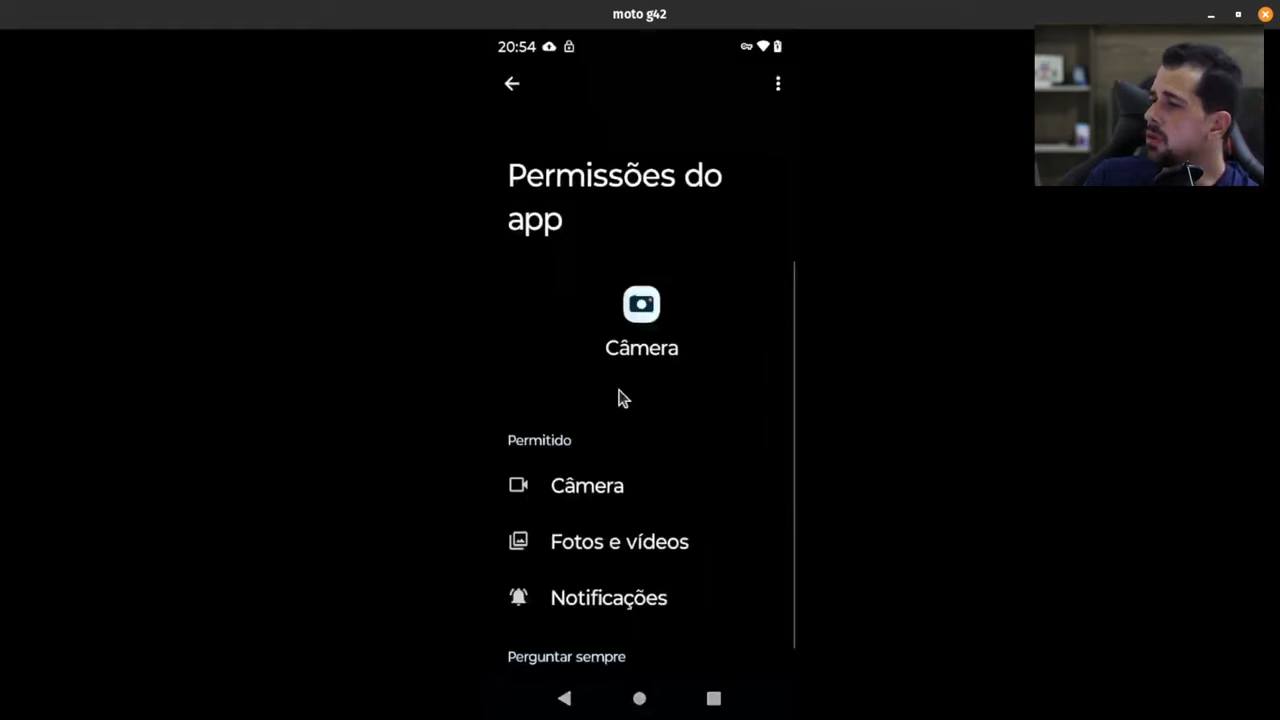 moto g42
20:54
Permissões do
app
Câmera
Permitido
Câmera
Fotos e vídeos
Notificações
Perguntar sempre